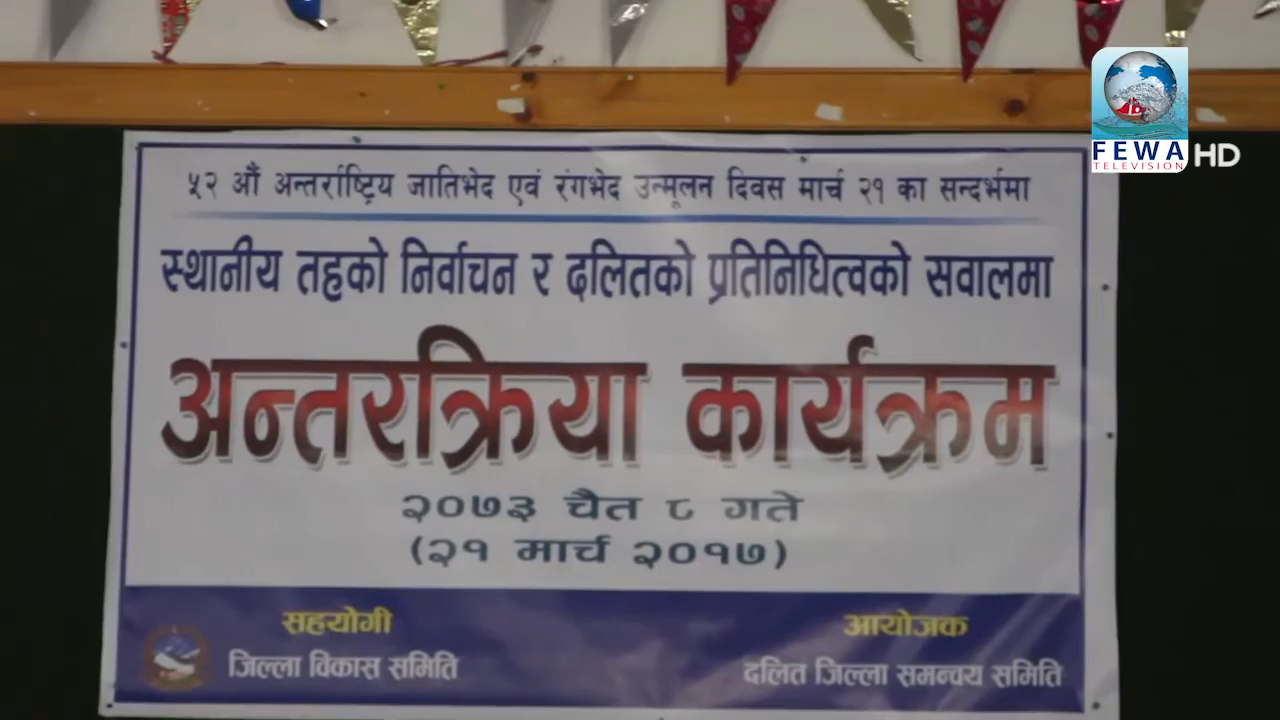 ५२ औं अन्तर्राष्ट्रिय जातिभेद एवं रंगभेद उन्मूलन दिवस मार्च २१ का सन्दर्भमा
स्थानीय तहको निर्वाचन र दलितको प्रतिनिधित्वको सवालमा
अन्तरक्रिया कार्यक्रम
२०७३ चैत ८ गते
(२१ मार्च २०१७)
सहयोगी
जिल्ला विकास समिति
आयोजक
दलित जिल्ला समन्वय समिति
FEWA HD
TELEVISION